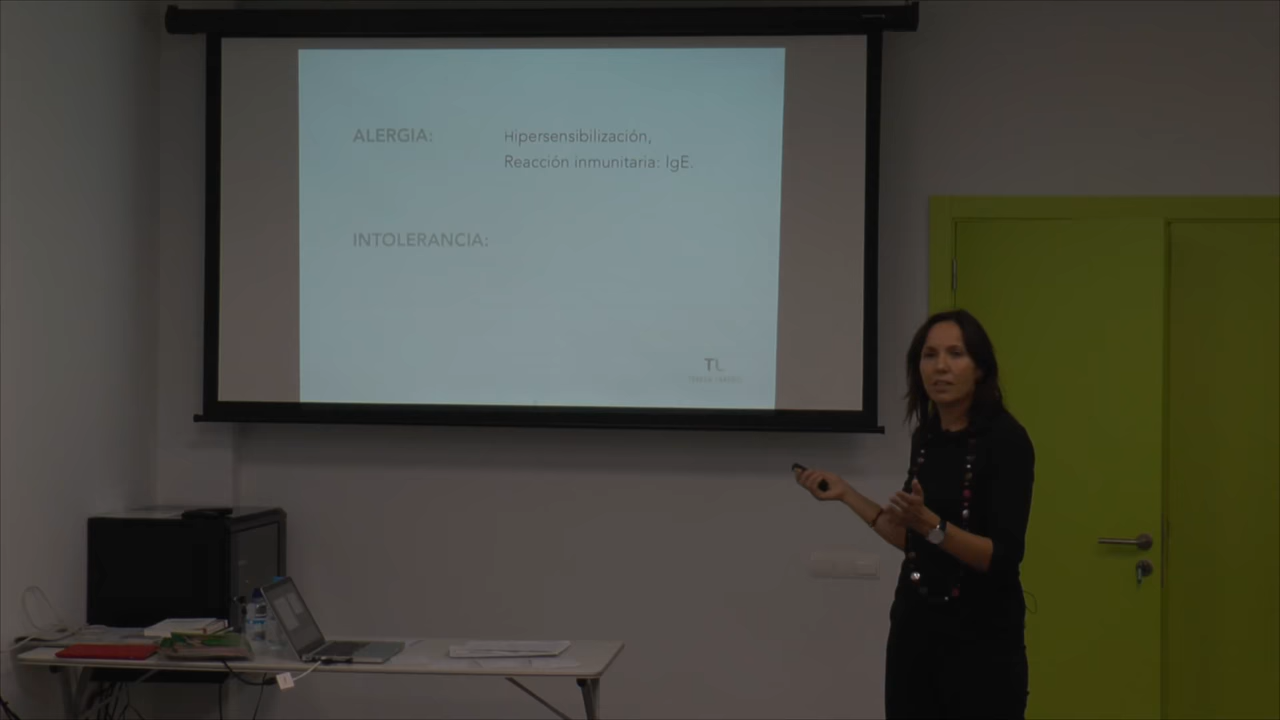 ALERGIA: Hipersensibilización,
Reacción inmunitaria: IgE.
INTOLERANCIA:
TL